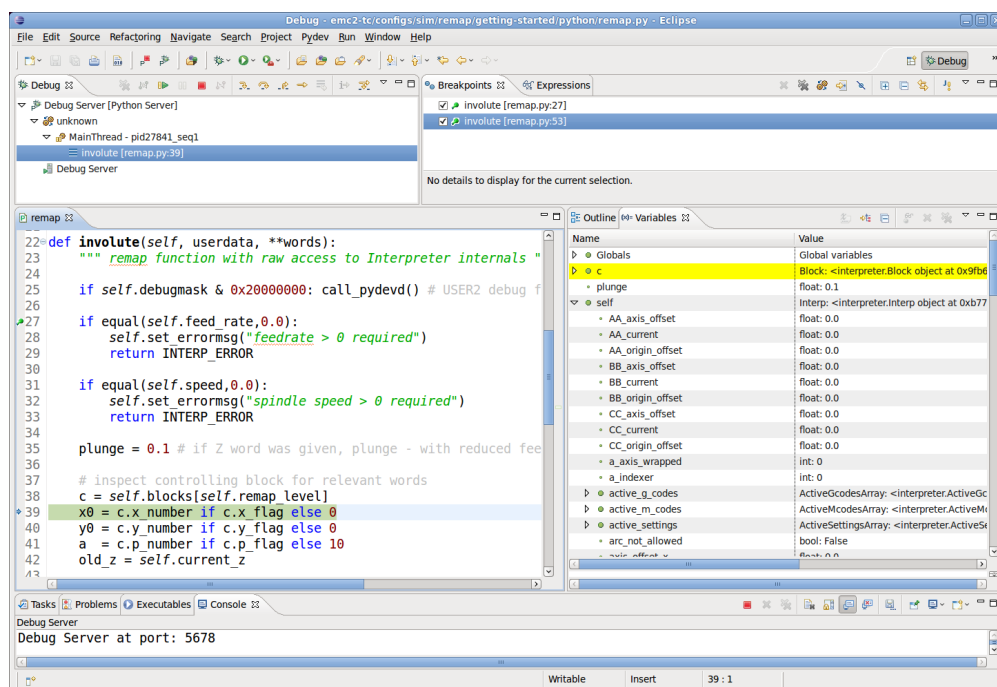 Debug - emc2-tc/configs/sim/remap/getting-started/python/remap.py - Eclipse
File Edit Source Refactoring Navigate Search Project Pydev Run Window Help
Debug
»
Debug
Debug Server [Python Server]
unknown
MainThread - pid27841_seq1
involute [remap.py:39]
Debug Server
Breakpoints Expressions
involute [remap.py:27]
involute [remap.py:53]
No details to display for the current selection.
remap
22 def involute(self, userdata, **words):
23 """ remap function with raw access to Interpreter internals "
24
25 if self.debugmask & 0x20000000: call_pydevd() # USER2 debug f
26
27 if equal(self.feed_rate,0.0):
28 self.set_errormsg("feedrate > 0 required")
29 return INTERP_ERROR
30
31 if equal(self.speed,0.0):
32 self.set_errormsg("spindle speed > 0 required")
33 return INTERP_ERROR
34
35 plunge = 0.1 # if Z word was given, plunge - with reduced fee
36
37 # inspect controlling block for relevant words
38 c = self.blocks[self.remap_level]
39 x0 = c.x_number if c.x_flag else 0
40 y0 = c.y_number if c.y_flag else 0
41 a = c.p_number if c.p_flag else 10
42 old_z = self.current_z
43
Outline Variables
Name Value
Globals Global variables
c Block: <interpreter.Block object at 0x9fb6
plunge float: 0.1
self Interp: <interpreter.Interp object at 0xb77
AA_axis_offset float: 0.0
AA_current float: 0.0
AA_origin_offset float: 0.0
BB_axis_offset float: 0.0
BB_current float: 0.0
BB_origin_offset float: 0.0
CC_axis_offset float: 0.0
CC_current float: 0.0
CC_origin_offset float: 0.0
a_axis_wrapped int: 0
a_indexer int: 0
active_g_codes ActiveGcodesArray: <interpreter.ActiveGc
active_m_codes ActiveMcodesArray: <interpreter.ActiveMc
active_settings ActiveSettingsArray: <interpreter.ActiveSe
arc_not_allowed bool: False
axis_offset_x float: 0.0
Tasks Problems Executables Console
Debug Server
Debug Server at port: 5678
Writable Insert 39 : 1